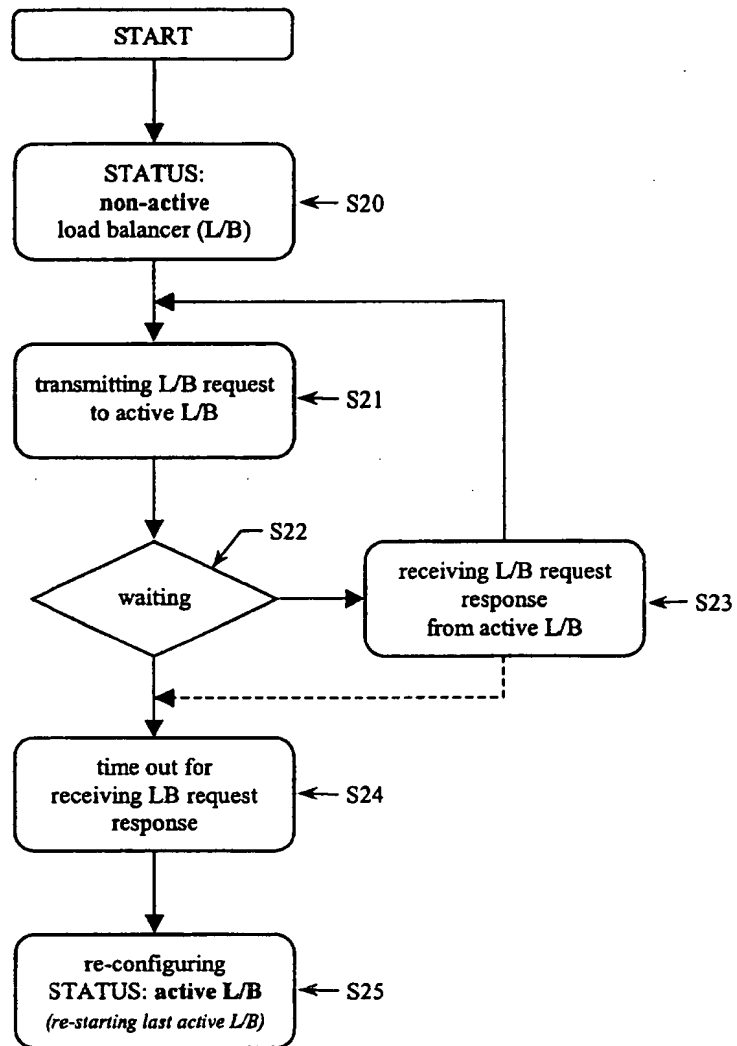 START
STATUS:
non-active
load balancer (L/B)
S20
transmitting L/B request
to active L/B
S21
S22
waiting
receiving L/B request
response
from active L/B
S23
time out for
receiving LB request
response
S24
re-configuring
STATUS: active L/B
(re-starting last active L/B)
S25